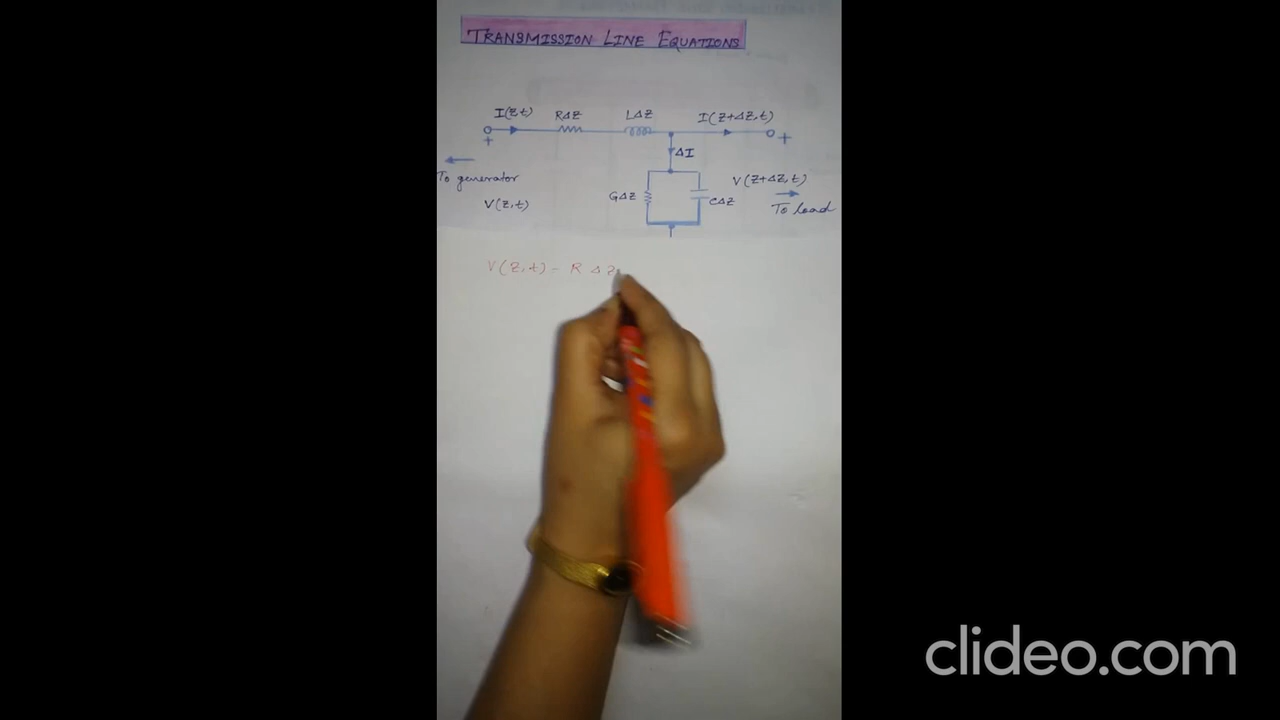 TRANSMISSION LINE EQUATIONS
I(Z,t) RΔZ LΔZ I(Z+ΔZ,t)
+ +
ΔI
To generator V(Z+ΔZ,t)
GΔZ CΔZ
V(Z,t) To load
V(Z,t) = R ΔZ
clideo.com